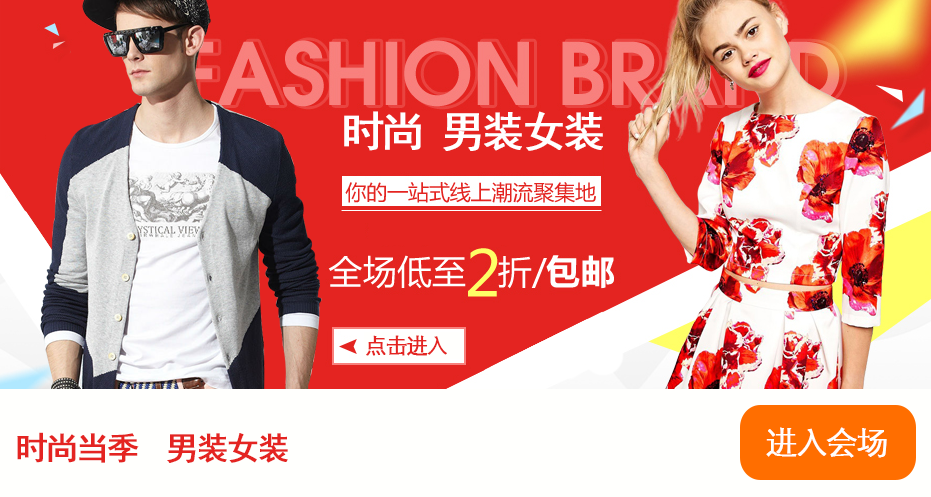 FASHION BRAND
时尚 男装女装
你的一站式线上潮流聚集地
MYSTICAL VIEW
全场低至2折/包邮
点击进入
时尚当季 男装女装
进入会场